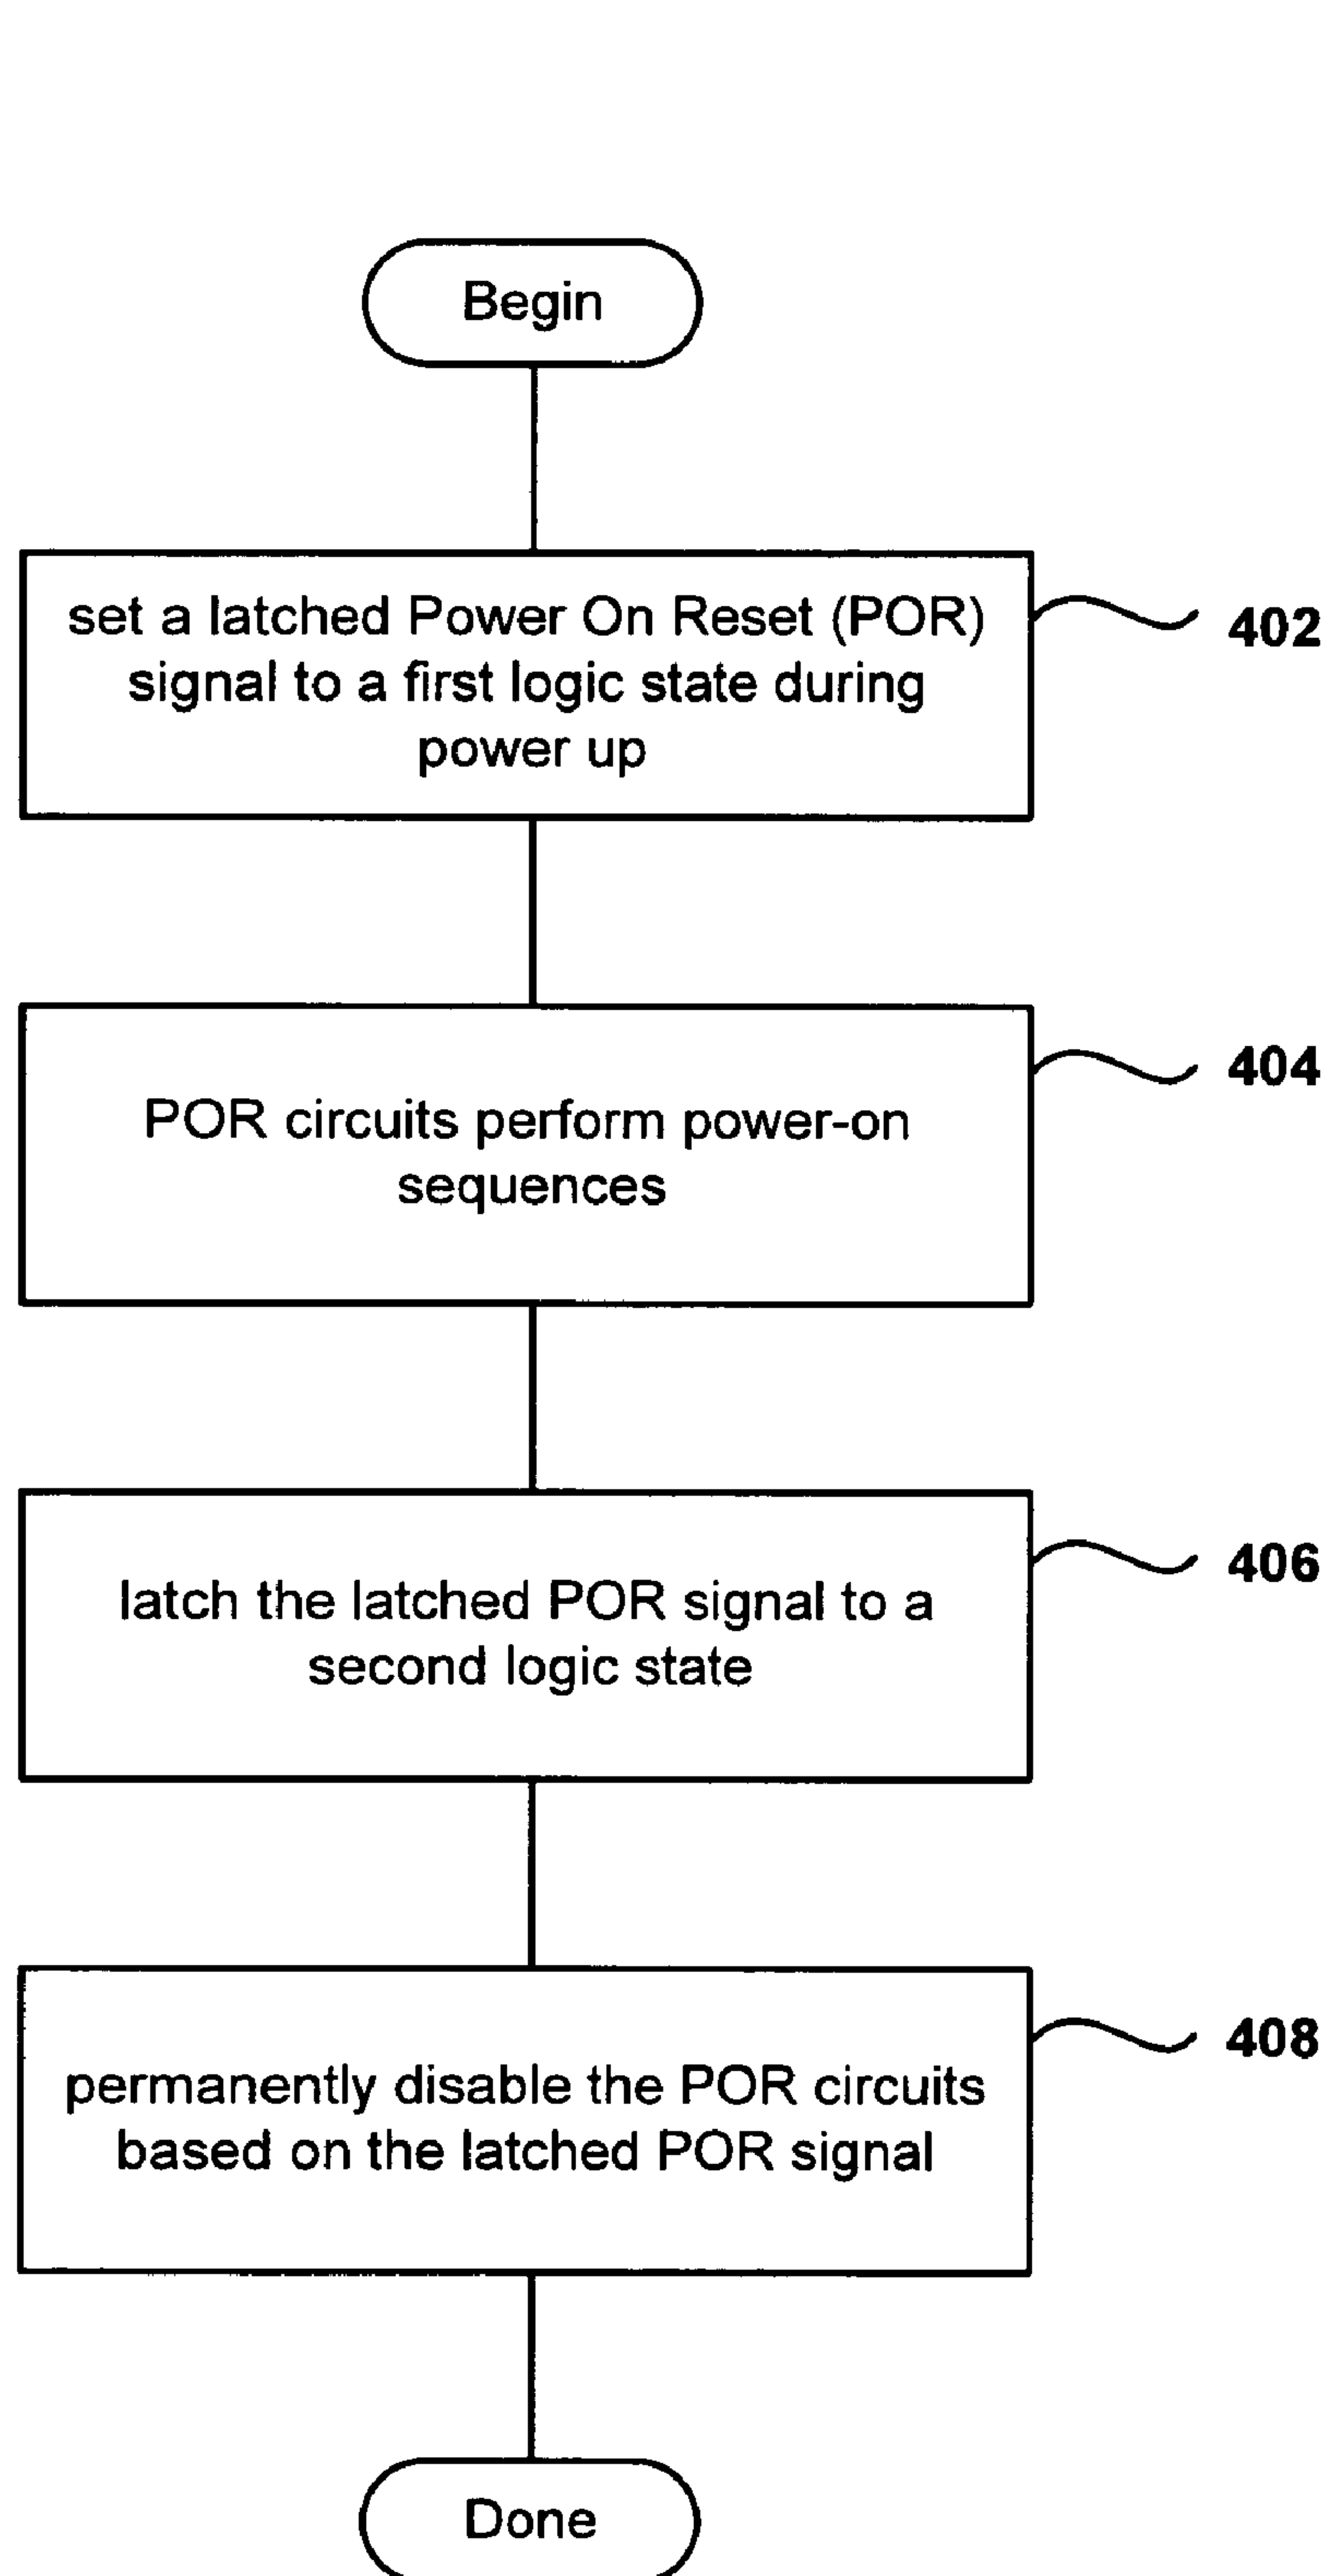 Begin
set a latched Power On Reset (POR)
signal to a first logic state during
power up
402
POR circuits perform power-on
sequences
404
latch the latched POR signal to a
second logic state
406
permanently disable the POR circuits
based on the latched POR signal
408
Done